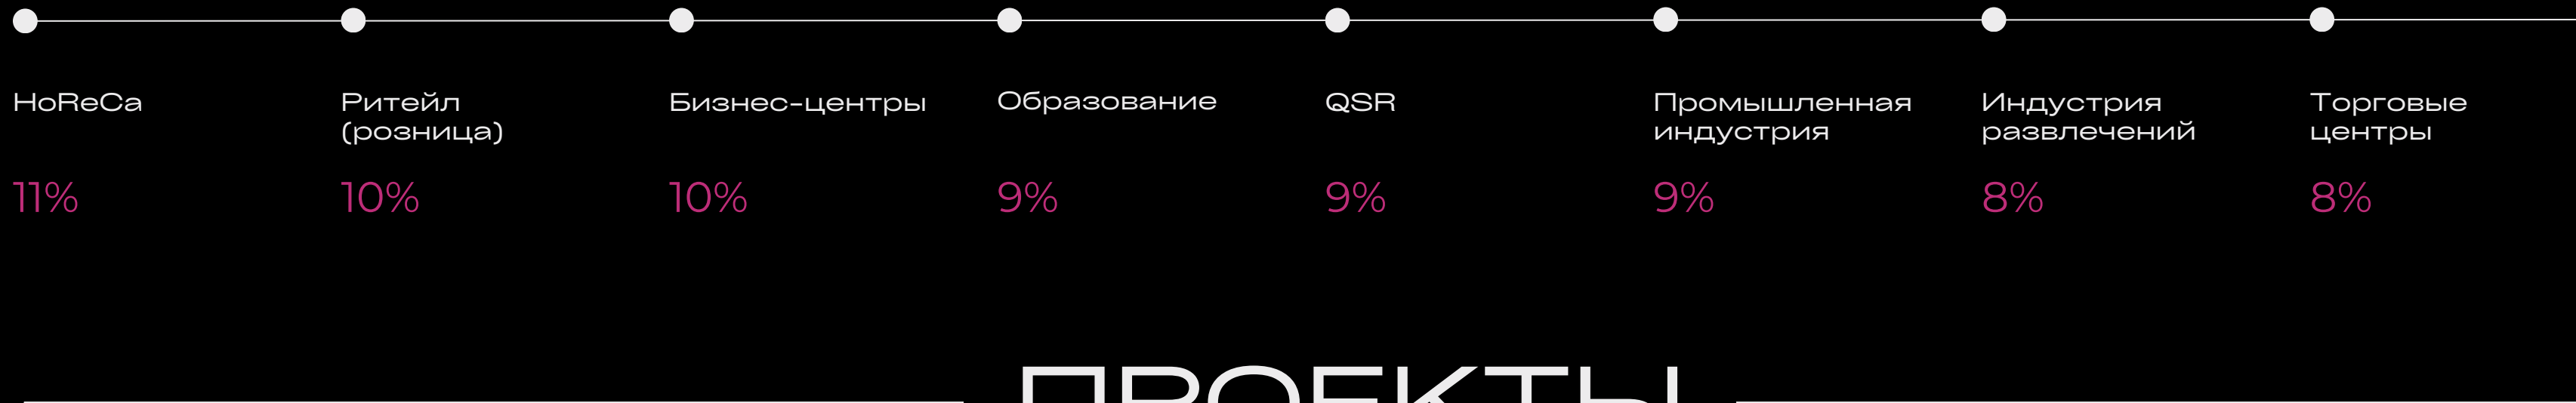 HoReCa
11%
Ритейл
(розница)
10%
Бизнес-центры
10%
Образование
9%
QSR
9%
Промышленная
индустрия
9%
Индустрия
развлечений
8%
Торговые
центры
8%
ПРОЕКТЫ